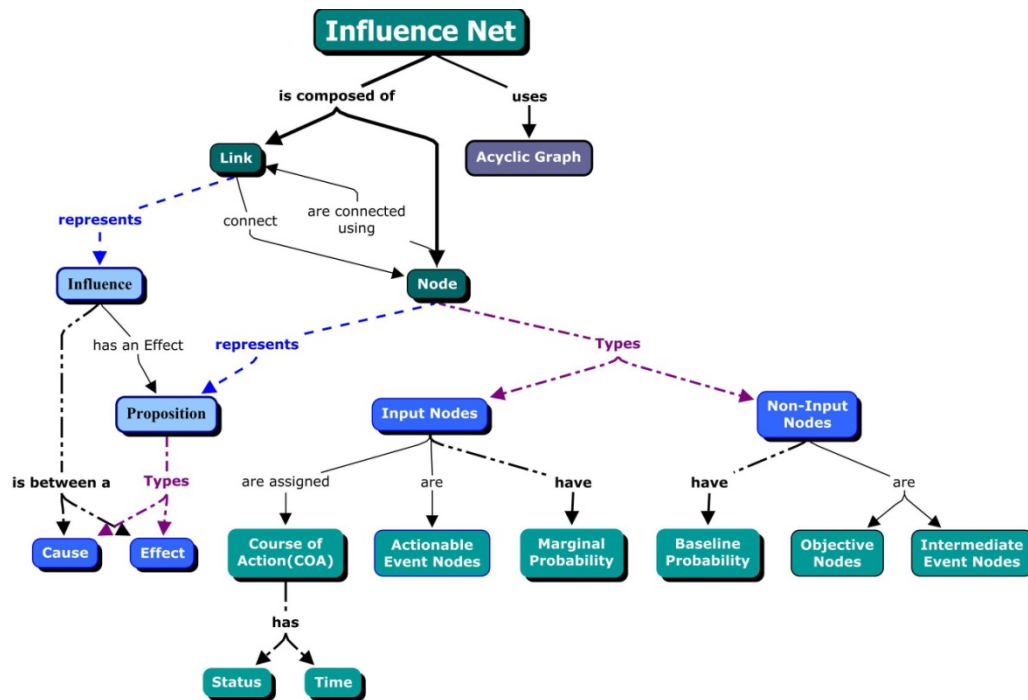 Influence Net
is composed of
uses
Link
Acyclic Graph
represents
connect
are connected
using
Influence
Node
has an Effect
represents
Types
Proposition
Input Nodes
Non-Input
Nodes
is between a
Types
are assigned
are
have
have
are
Cause
Effect
Course of
Action(COA)
Actionable
Event Nodes
Marginal
Probability
Baseline
Probability
Objective
Nodes
Intermediate
Event Nodes
has
Status
Time